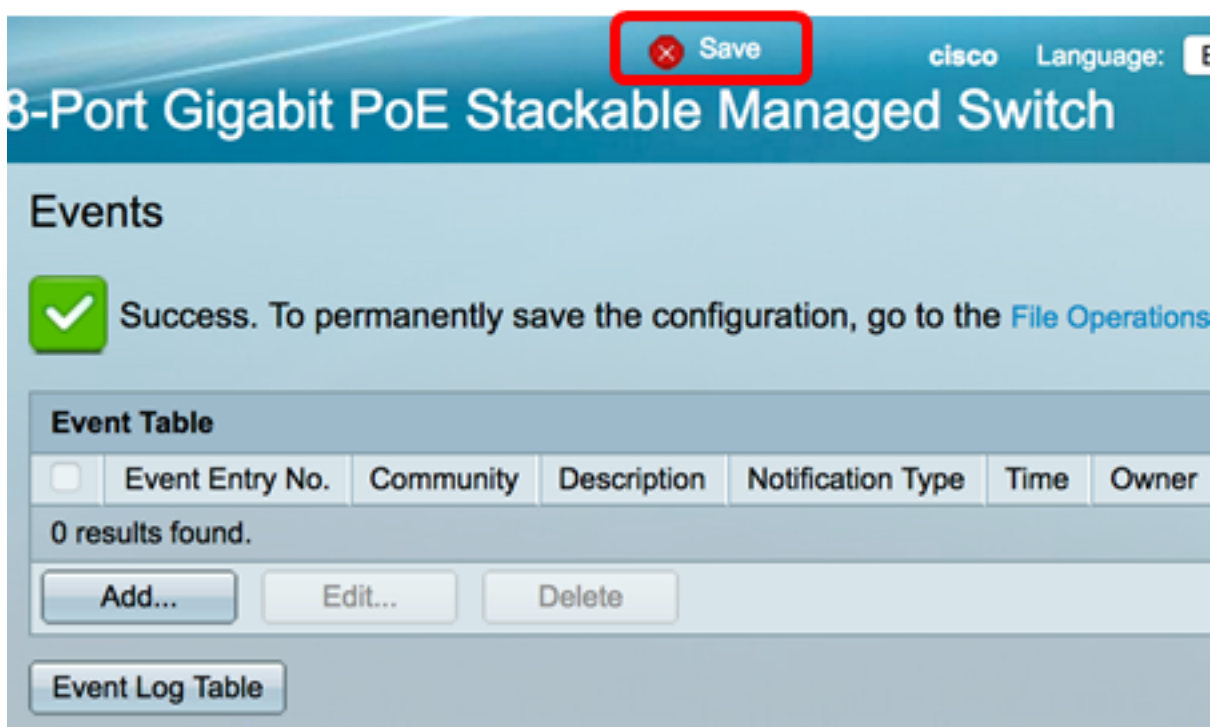 Save
cisco Language:
8-Port Gigabit PoE Stackable Managed Switch
Events
Success. To permanently save the configuration, go to the File Operations
Event Table
Event Entry No. Community Description Notification Type Time Owner
0 results found.
Add... Edit... Delete
Event Log Table